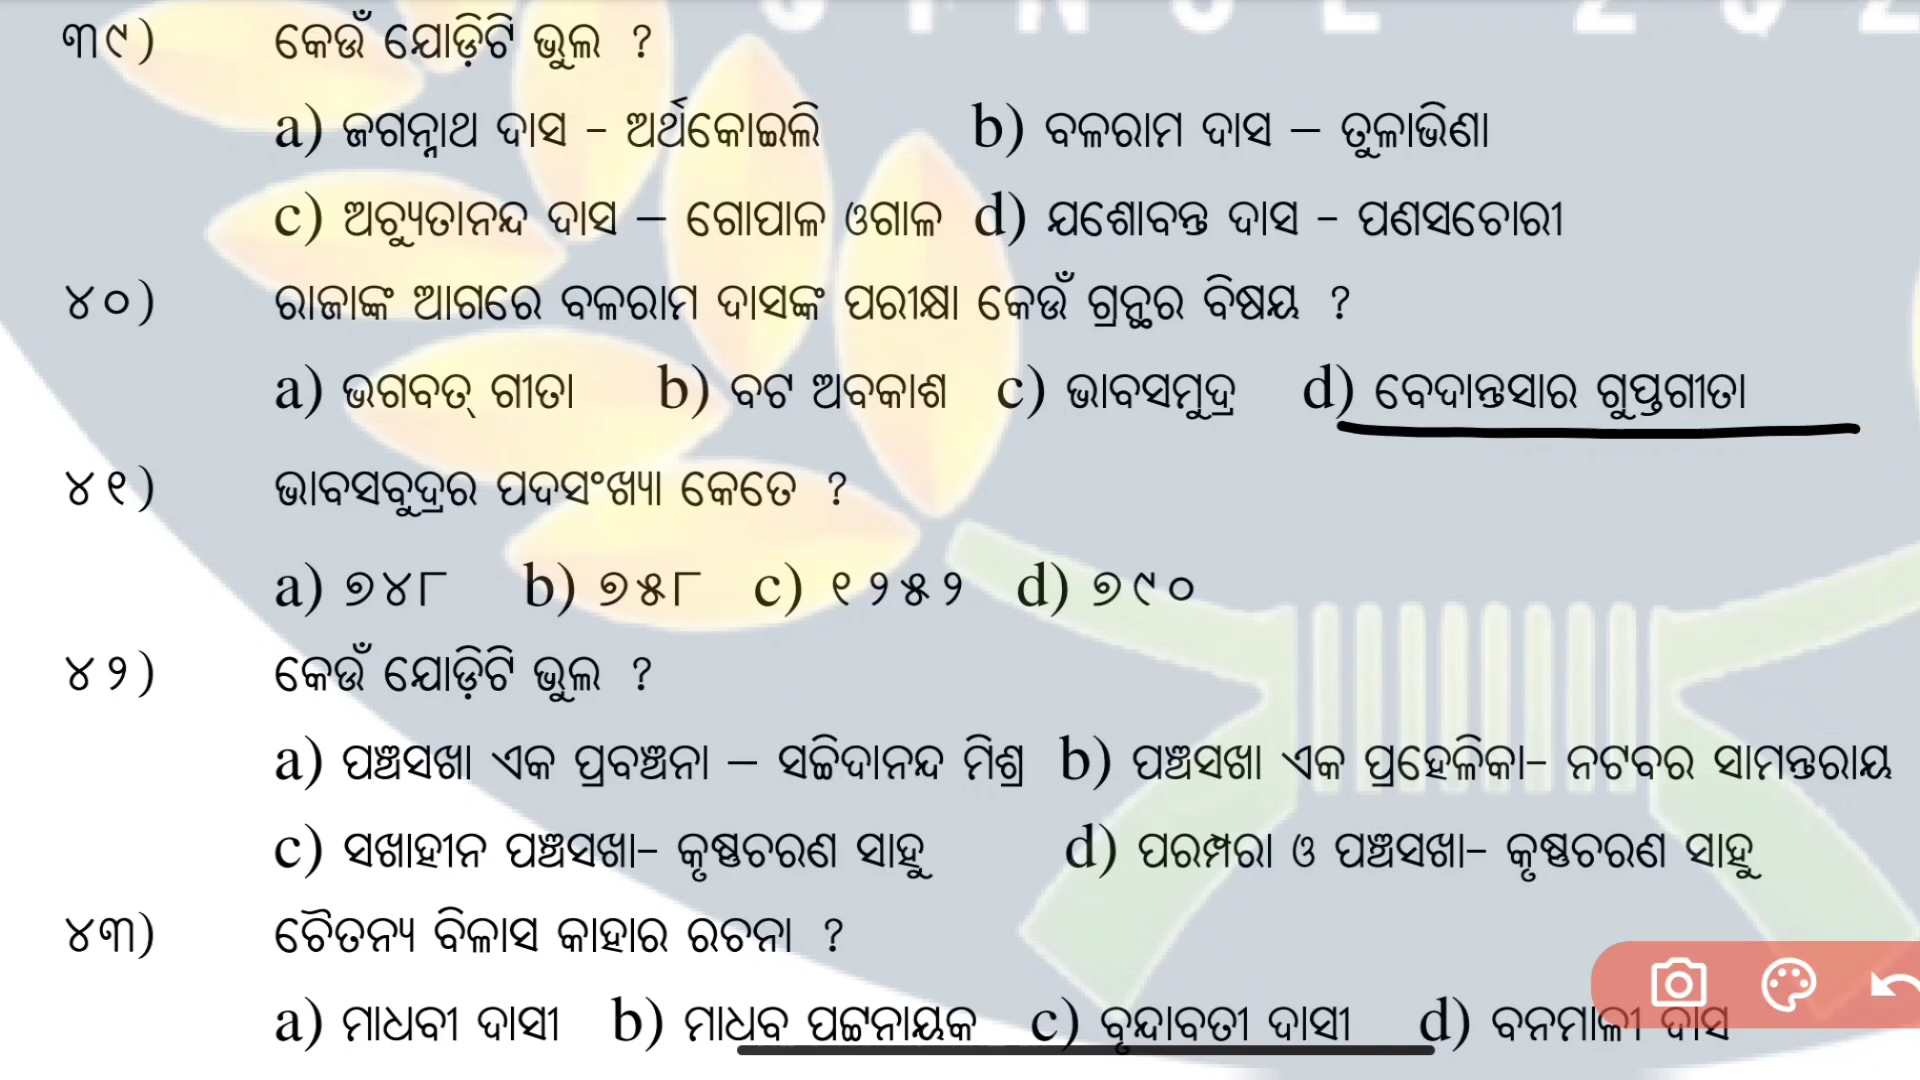 ୩୯) କେଉଁ ଯୋଡ଼ିଟି ଭୁଲ ?
a) ଜଗନ୍ନାଥ ଦାସ - ଅର୍ଥକୋଇଲି b) ବଳରାମ ଦାସ – ତୁଳାଭିଣା
c) ଅଚ୍ୟୁତାନନ୍ଦ ଦାସ – ଗୋପାଳ ଓଗାଳ d) ଯଶୋବନ୍ତ ଦାସ - ପଣସଚୋରୀ
୪୦) ରାଜାଙ୍କ ଆଗରେ ବଳରାମ ଦାସଙ୍କ ପରୀକ୍ଷା କେଉଁ ଗ୍ରନ୍ଥର ବିଷୟ ?
a) ଭଗବତ୍ ଗୀତା b) ବଟ ଅବକାଶ c) ଭାବସମୁଦ୍ର d) ବେଦାନ୍ତସାର ଗୁପ୍ତଗୀତା
୪୧) ଭାବସବୁଦ୍ରର ପଦସଂଖ୍ୟା କେତେ ?
a) ୭୪୮ b) ୭୫୮ c) ୧୨୫୨ d) ୭୯୦
୪୨) କେଉଁ ଯୋଡ଼ିଟି ଭୁଲ ?
a) ପଞ୍ଚସଖା ଏକ ପ୍ରବଞ୍ଚନା – ସଚ୍ଚିଦାନନ୍ଦ ମିଶ୍ର b) ପଞ୍ଚସଖା ଏକ ପ୍ରହେଳିକା- ନଟବର ସାମନ୍ତରାୟ
c) ସଖାହୀନ ପଞ୍ଚସଖା- କୃଷ୍ଣଚରଣ ସାହୁ d) ପରମ୍ପରା ଓ ପଞ୍ଚସଖା- କୃଷ୍ଣଚରଣ ସାହୁ
୪୩) ଚୈତନ୍ୟ ବିଳାସ କାହାର ରଚନା ?
a) ମାଧବୀ ଦାସୀ b) ମାଧବ ପଟ୍ଟନାୟକ c) ବୃନ୍ଦାବତୀ ଦାସୀ d) ବନମାଳୀ ଦାସ